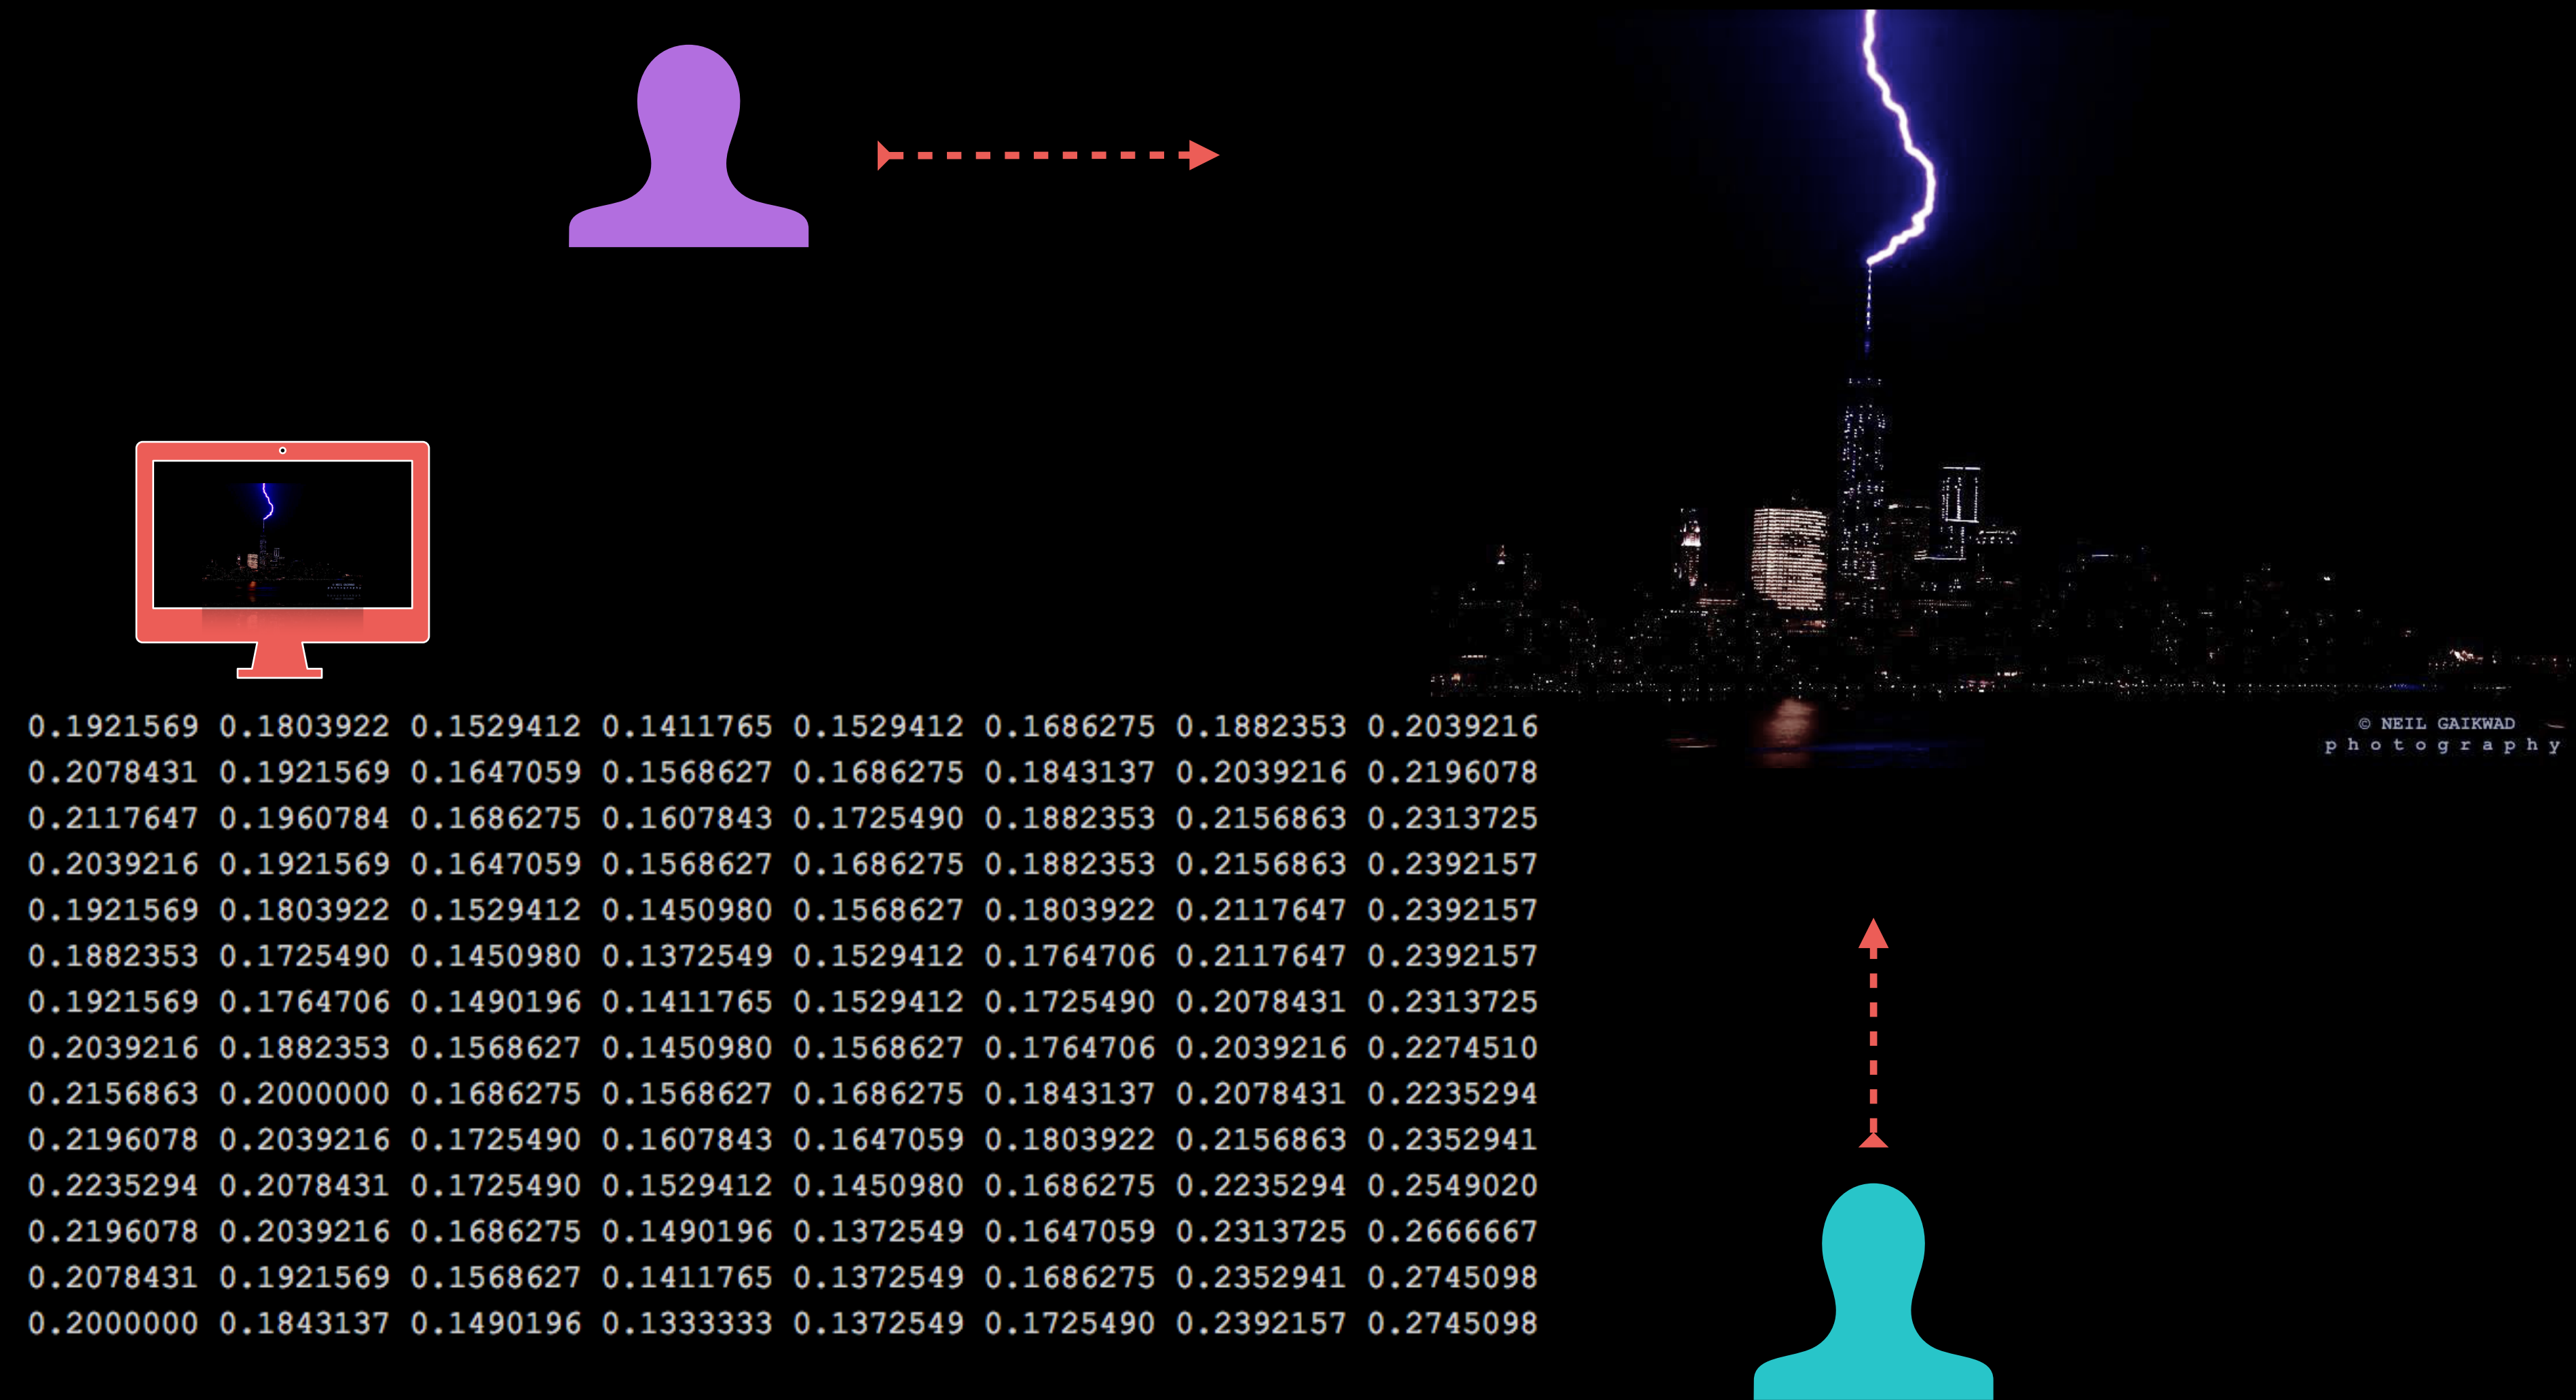 0.1921569 0.1803922 0.1529412 0.1411765 0.1529412 0.1686275 0.1882353 0.2039216
0.2078431 0.1921569 0.1647059 0.1568627 0.1686275 0.1843137 0.2039216 0.2196078
0.2117647 0.1960784 0.1686275 0.1607843 0.1725490 0.1882353 0.2156863 0.2313725
0.2039216 0.1921569 0.1647059 0.1568627 0.1686275 0.1882353 0.2156863 0.2392157
0.1921569 0.1803922 0.1529412 0.1450980 0.1568627 0.1803922 0.2117647 0.2392157
0.1882353 0.1725490 0.1450980 0.1372549 0.1529412 0.1764706 0.2117647 0.2392157
0.1921569 0.1764706 0.1490196 0.1411765 0.1529412 0.1725490 0.2078431 0.2313725
0.2039216 0.1882353 0.1568627 0.1450980 0.1568627 0.1764706 0.2039216 0.2274510
0.2156863 0.2000000 0.1686275 0.1568627 0.1686275 0.1843137 0.2078431 0.2235294
0.2196078 0.2039216 0.1725490 0.1607843 0.1647059 0.1803922 0.2156863 0.2352941
0.2235294 0.2078431 0.1725490 0.1529412 0.1450980 0.1686275 0.2235294 0.2549020
0.2196078 0.2039216 0.1686275 0.1490196 0.1372549 0.1647059 0.2313725 0.2666667
0.2078431 0.1921569 0.1568627 0.1411765 0.1372549 0.1686275 0.2352941 0.2745098
0.2000000 0.1843137 0.1490196 0.1333333 0.1372549 0.1725490 0.2392157 0.2745098
© NEIL GAIKWAD
photography